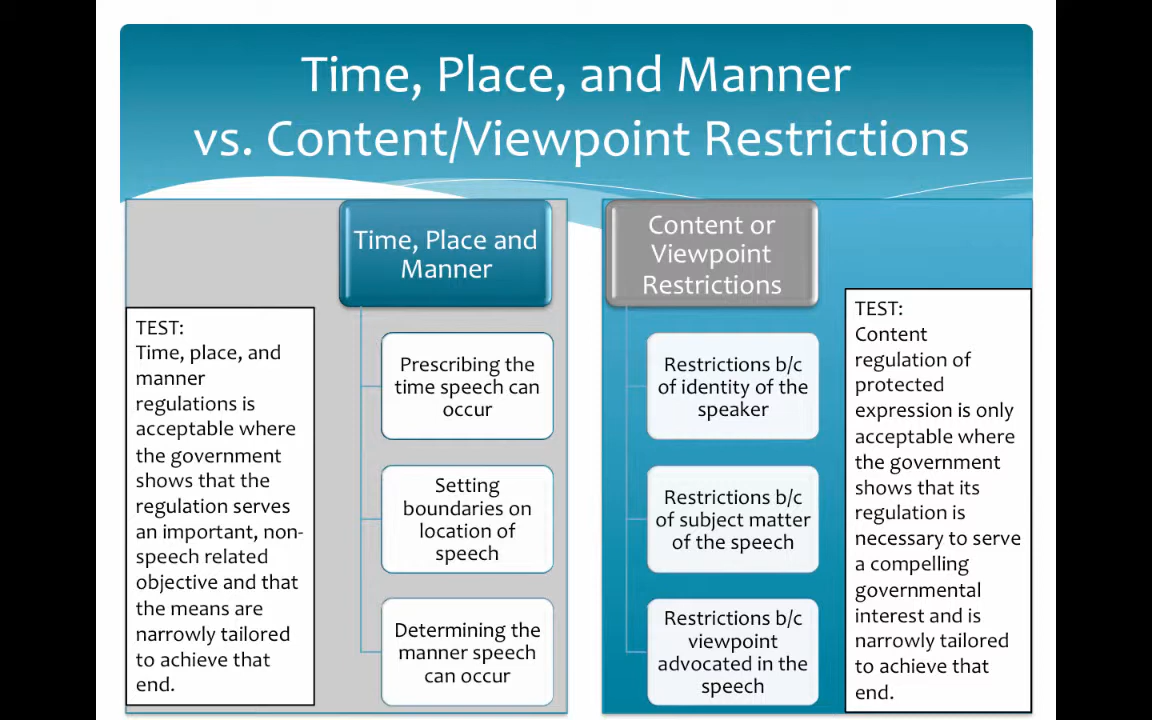 Time, Place, and Manner
vs. Content/Viewpoint Restrictions
Time, Place and
Manner
TEST:
Time, place, and
manner
regulations is
acceptable where
the government
shows that the
regulation serves
an important, non-
speech related
objective and that
the means are
narrowly tailored
to achieve that
end.
Prescribing the
time speech can
occur
Setting
boundaries on
location of
speech
Determining the
manner speech
can occur
Content or
Viewpoint
Restrictions
Restrictions b/c
of identity of the
speaker
Restrictions b/c
of subject matter
of the speech
Restrictions b/c
viewpoint
advocated in the
speech
TEST:
Content
regulation of
protected
expression is only
acceptable where
the government
shows that its
regulation is
necessary to serve
a compelling
governmental
interest and is
narrowly tailored
to achieve that
end.